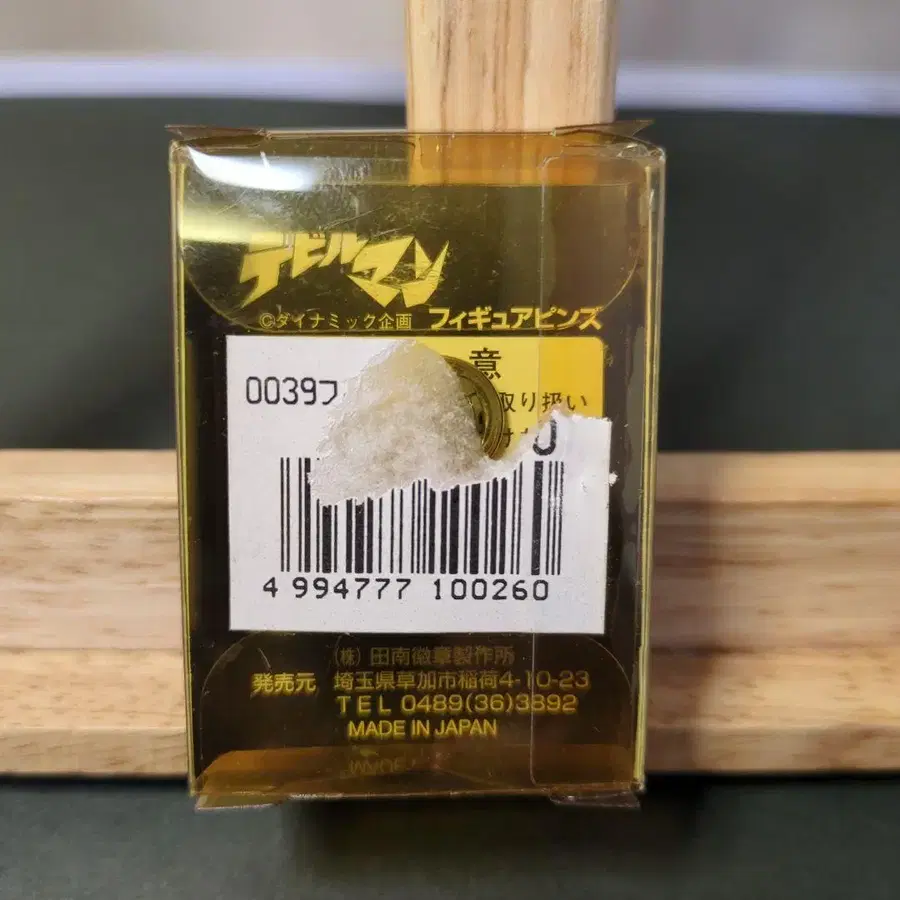 デビルマン
©ダイナミック企画 フィギュアピンズ
意
0039フ
取り扱い
4 994777 100260
(株) 田南徽章製作所
発売元 埼玉県草加市稲荷4-10-23
TEL 0489(36)3892
MADE IN JAPAN